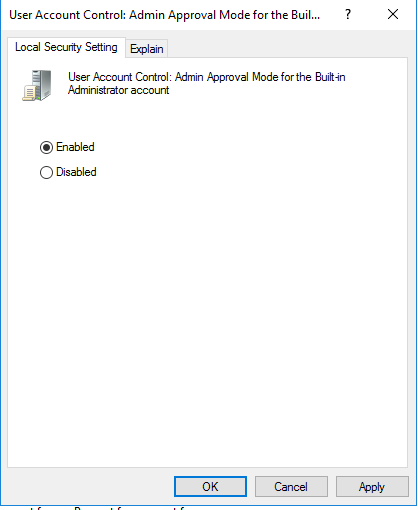 User Account Control: Admin Approval Mode for the Buil... ?
Local Security Setting Explain
User Account Control: Admin Approval Mode for the Built-in
Administrator account
Enabled
Disabled
OK Cancel Apply